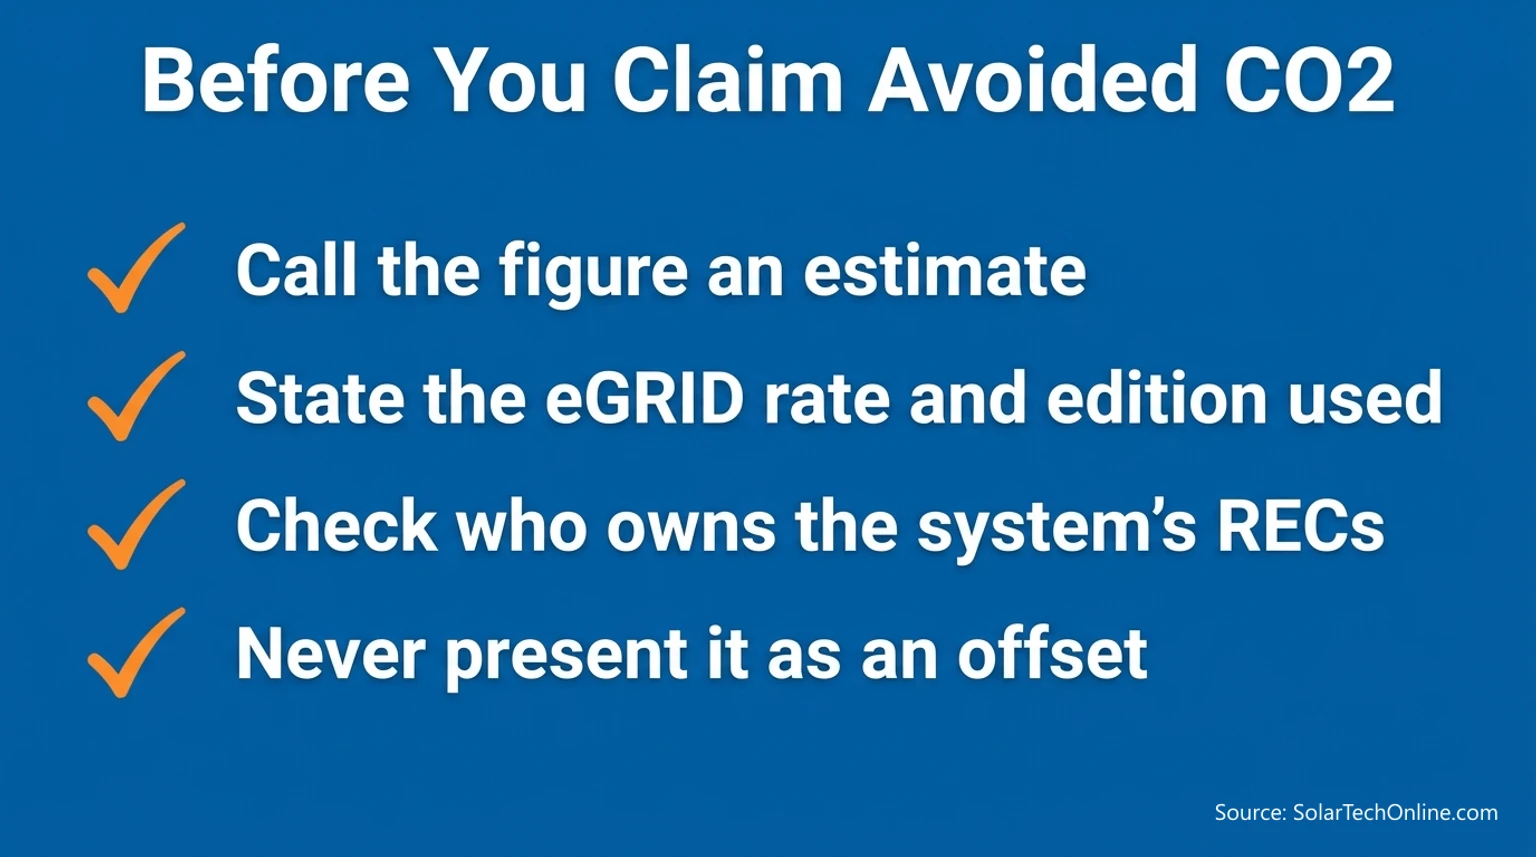 Before You Claim Avoided CO2
Call the figure an estimate
State the eGRID rate and edition used
Check who owns the system’s RECs
Never present it as an offset
Source: SolarTechOnline.com